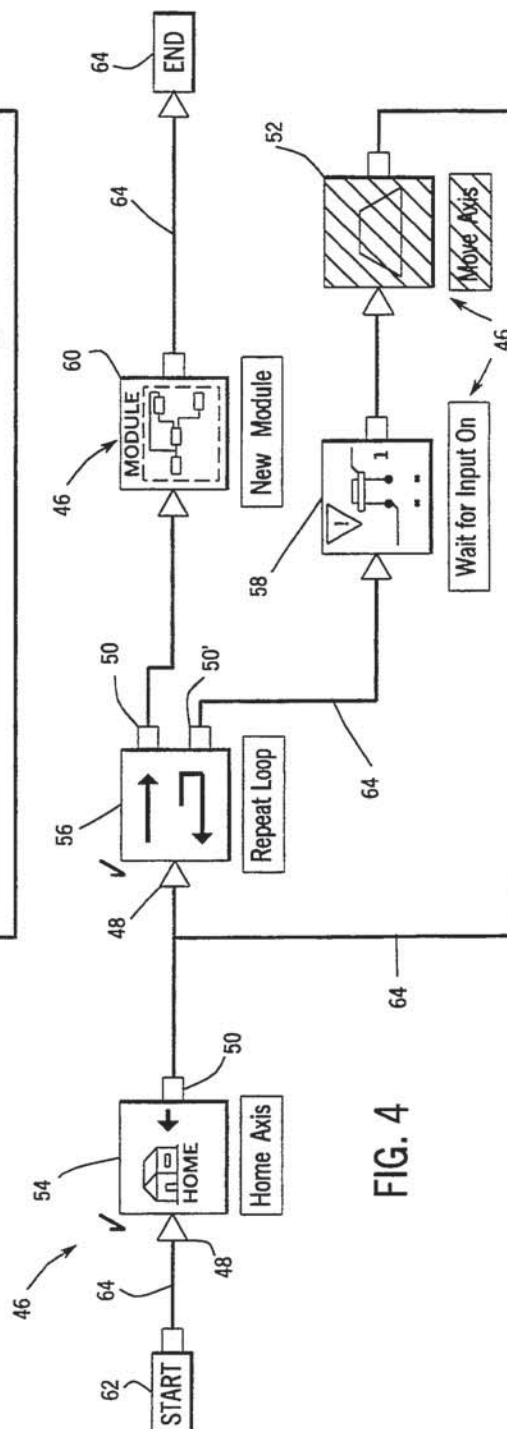 46
62
START
64
48
54
HOME
Home Axis
50
48
56
Repeat Loop
50
50'
46
60
MODULE
New Module
64
64
END
64
64
58
!
1
Wait for Input On
46
52
Move Axis
FIG. 4